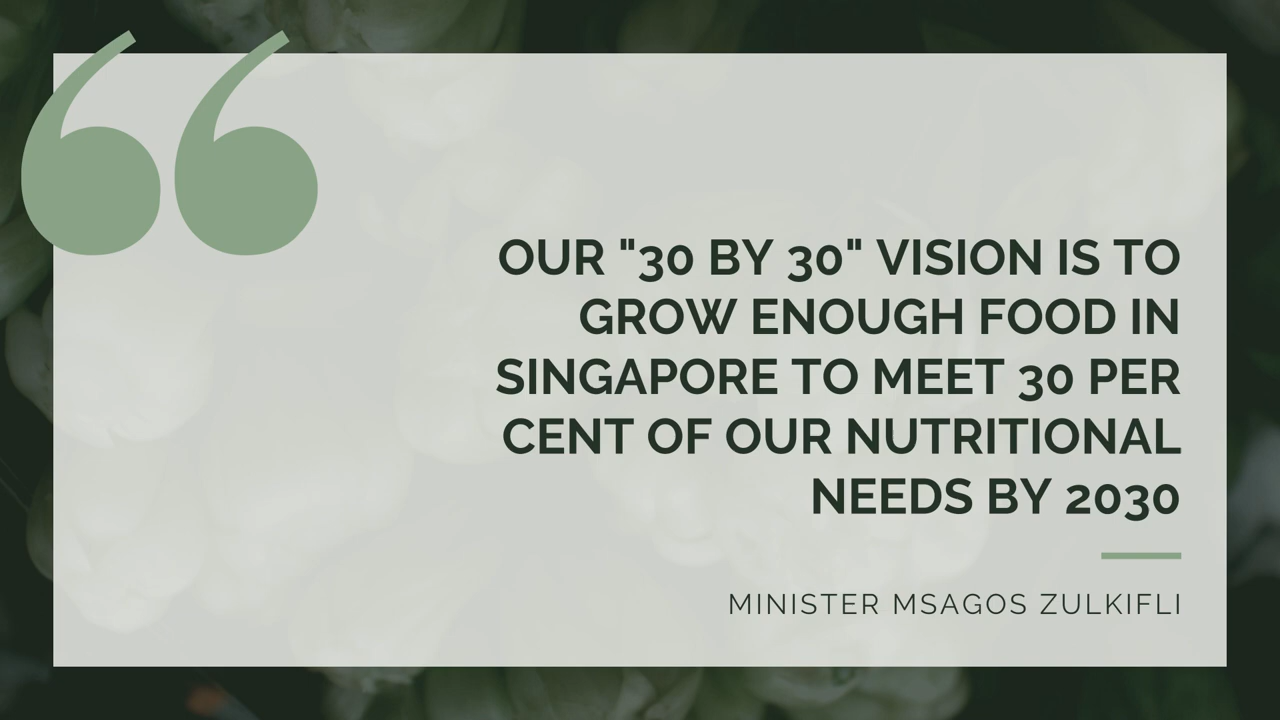 OUR "30 BY 30" VISION IS TO
GROW ENOUGH FOOD IN
SINGAPORE TO MEET 30 PER
CENT OF OUR NUTRITIONAL
NEEDS BY 2030
MINISTER MSAGOS ZULKIFLI